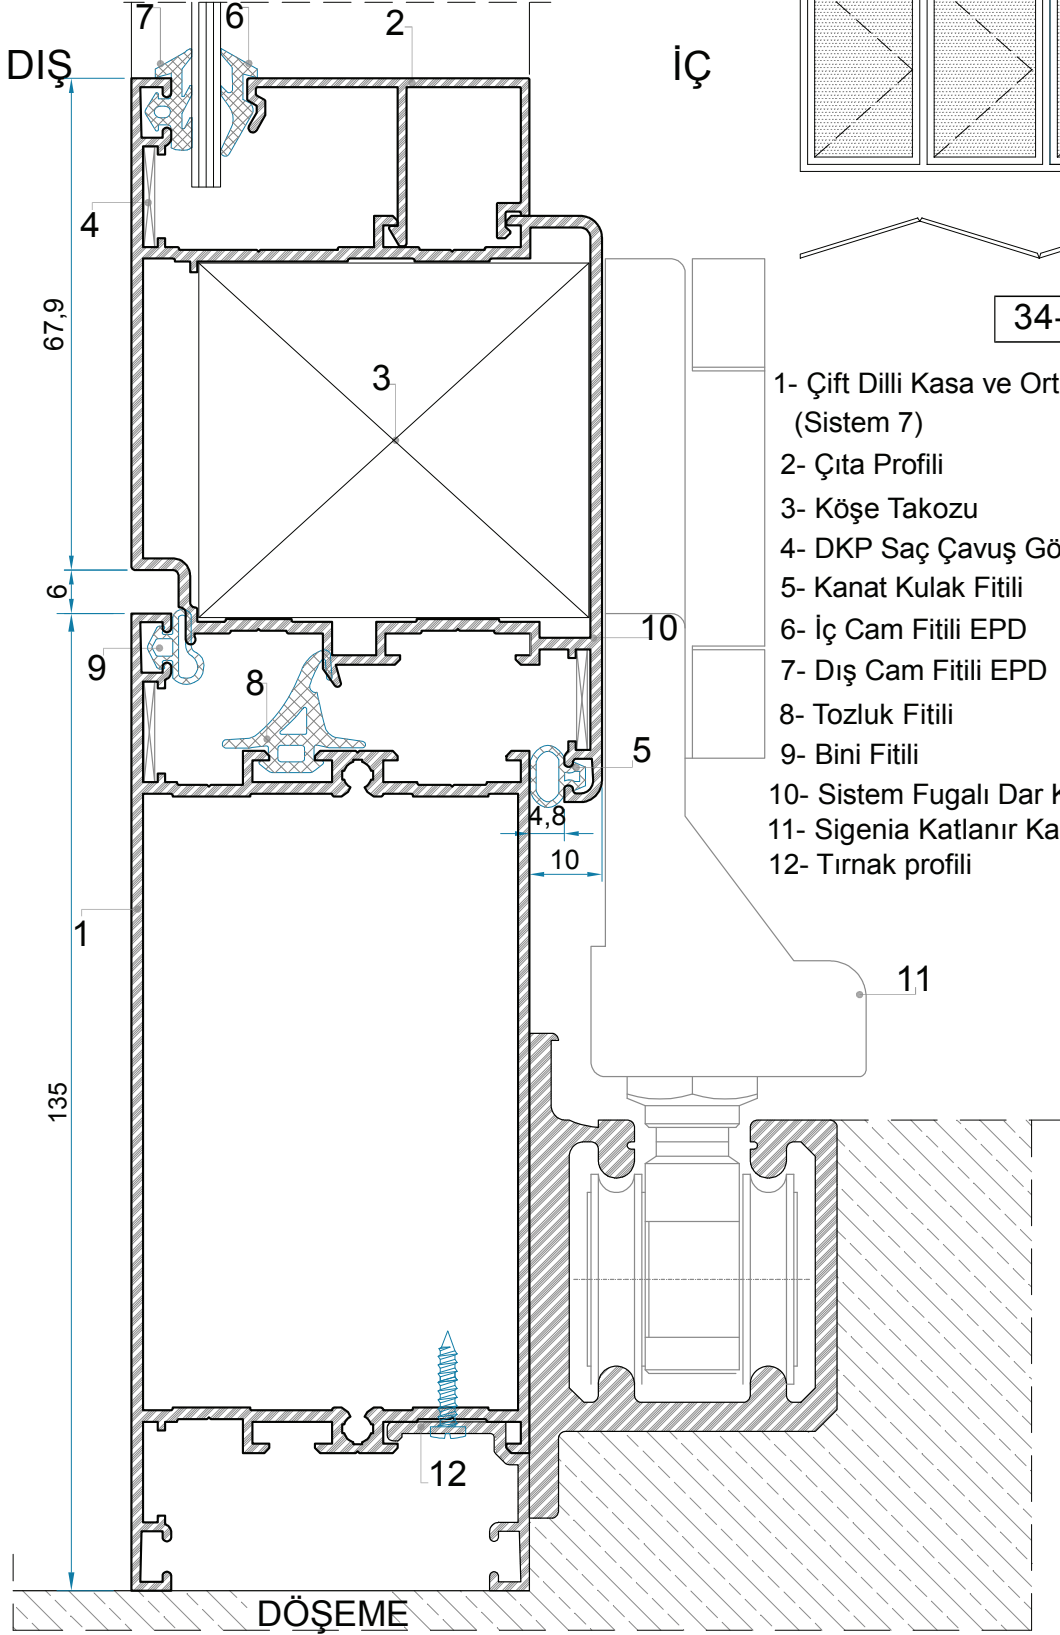 7
6
2
DIŞ
İÇ
4
67,9
34-
3
1- Çift Dilli Kasa ve Ort
(Sistem 7)
2- Çıta Profili
3- Köşe Takozu
4- DKP Saç Çavuş Gö
5- Kanat Kulak Fitili
6- İç Cam Fitili EPD
7- Dış Cam Fitili EPD
8- Tozluk Fitili
9- Bini Fitili
10- Sistem Fugalı Dar K
11- Sigenia Katlanır Ka
12- Tırnak profili
6
10
9
8
5
4,8
10
1
11
135
12
DÖŞEME